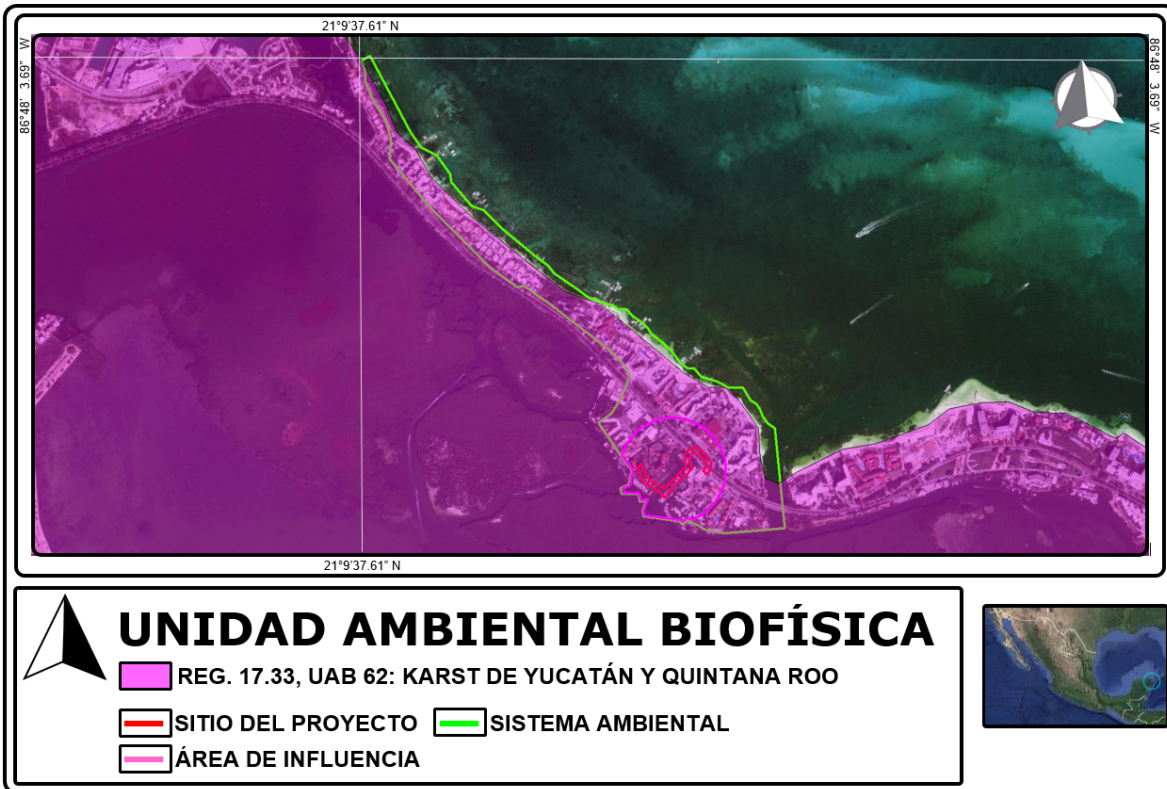 21°9'37.61" N
86°48' 3.69" W
86°48' 3.69" W
21°9'37.61" N
UNIDAD AMBIENTAL BIOFÍSICA
REG. 17.33, UAB 62: KARST DE YUCATÁN Y QUINTANA ROO
SITIO DEL PROYECTO SISTEMA AMBIENTAL
ÁREA DE INFLUENCIA